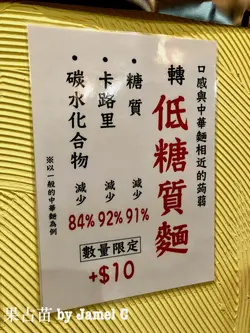 口感與中華麵相近的蒟蒻
轉 低糖質麵
・糖質 減少 91%
・卡路里 減少 92%
・碳水化合物 減少 84%
※以一般的中華麵為例
數量限定
+$10
果占苗 by Janet C